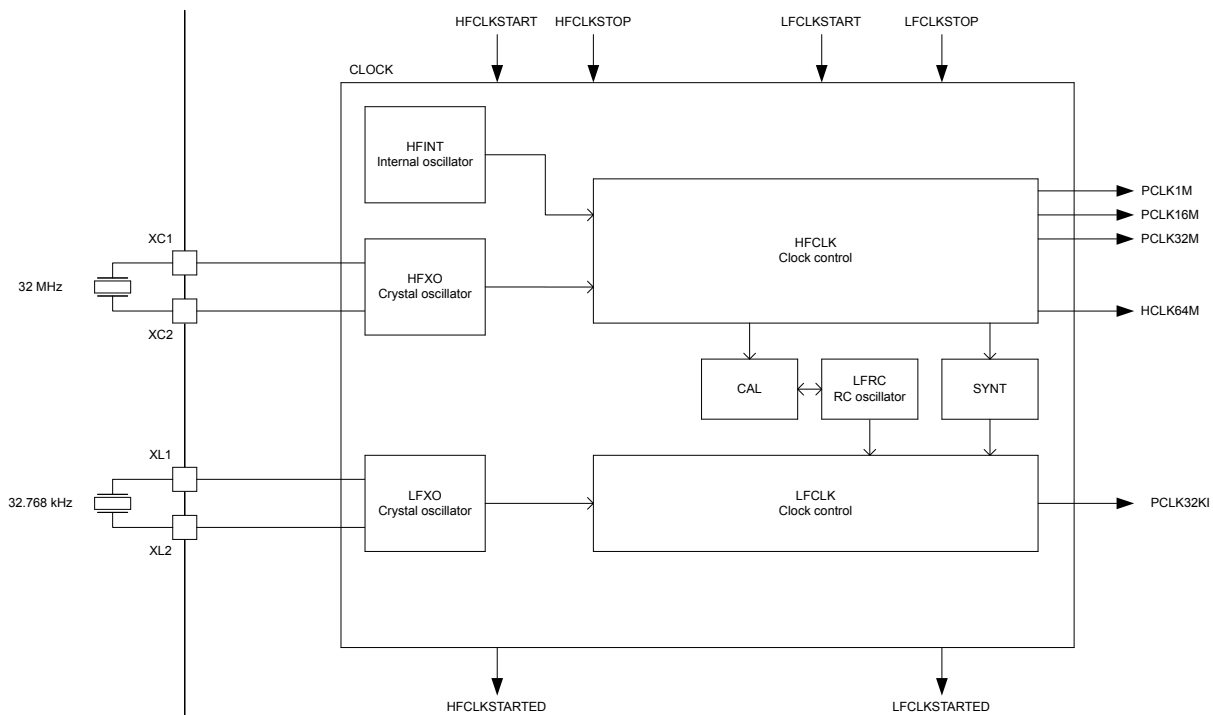 HFCLKSTART
HFCLKSTOP
LFCLKSTART
LFCLKSTOP
CLOCK
HFINT
Internal oscillator
PCLK1M
PCLK16M
PCLK32M
HFCLK
Clock control
XC1
HFXO
Crystal oscillator
32 MHz
XC2
HCLK64M
CAL
LFRC
RC oscillator
SYNT
XL1
32.768 kHz
LFXO
Crystal oscillator
LFCLK
Clock control
PCLK32KI
XL2
HFCLKSTARTED
LFCLKSTARTED